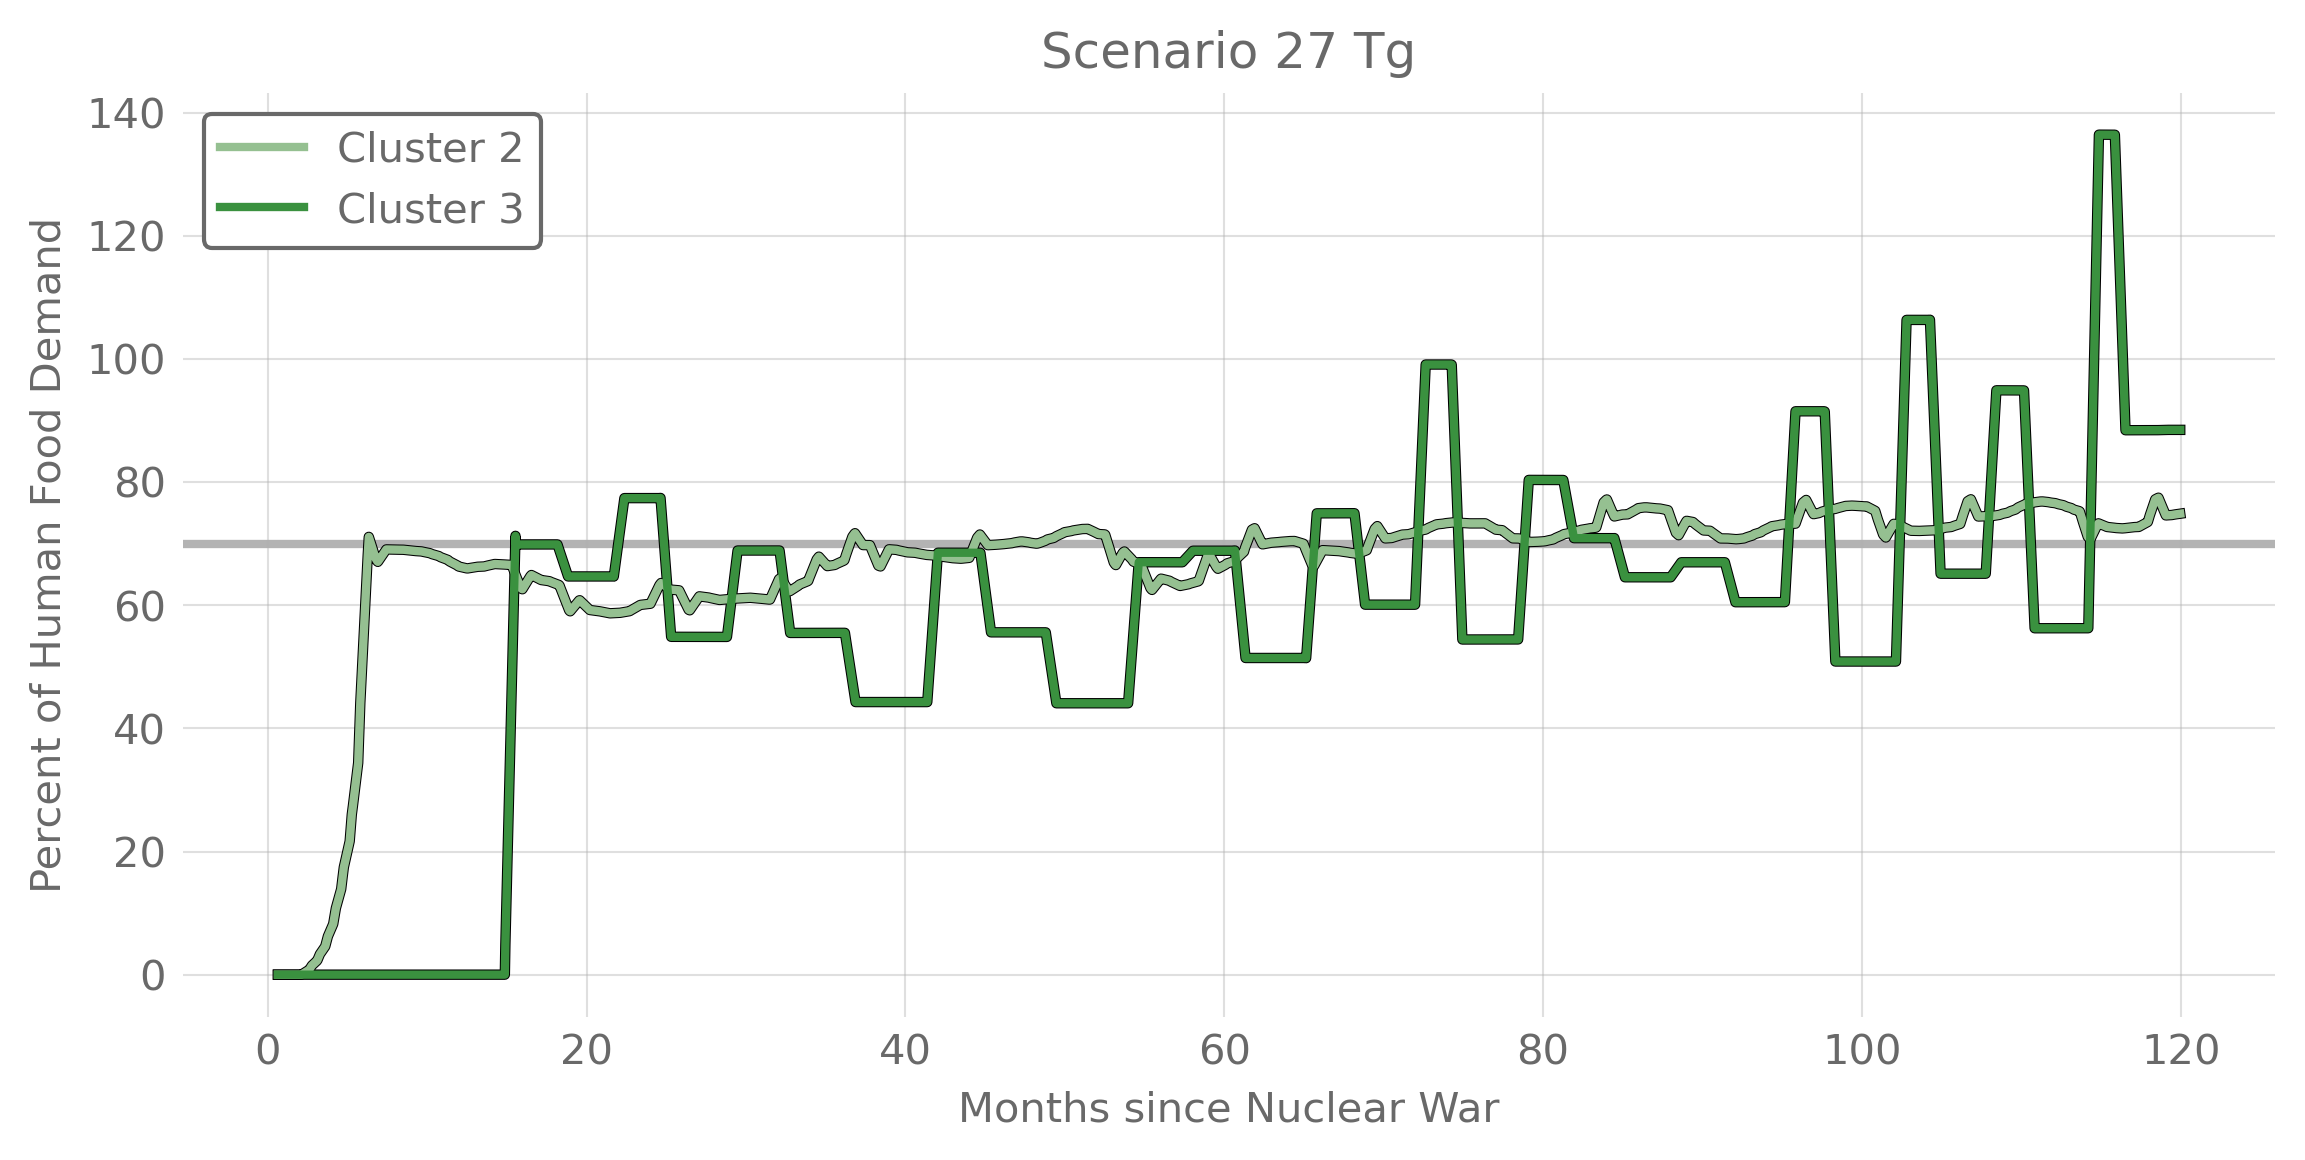 Scenario 27 Tg
Cluster 2
Cluster 3
Percent of Human Food Demand
140
120
100
80
60
40
20
0
0 20 40 60 80 100 120
Months since Nuclear War